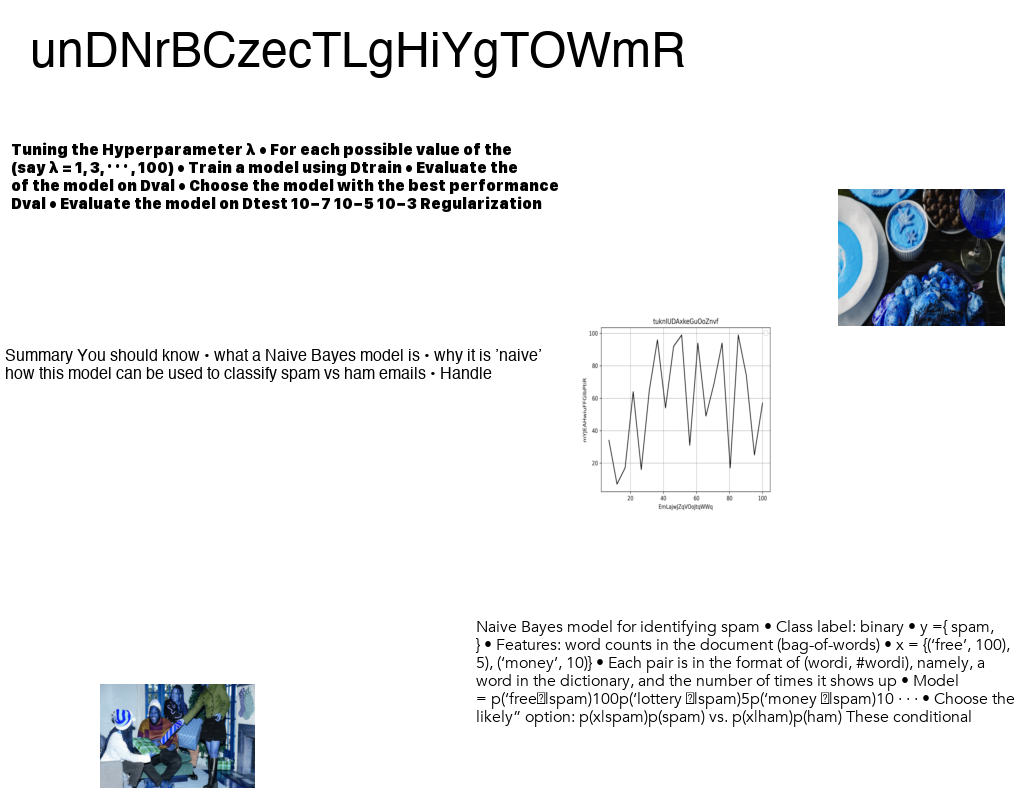 unDNrBCzecTLgHiYgTOWmR
Tuning the Hyperparameter λ • For each possible value of the
(say λ = 1, 3, · · · , 100) • Train a model using Dtrain • Evaluate the
of the model on Dval • Choose the model with the best performance
Dval • Evaluate the model on Dtest 10−7 10−5 10−3 Regularization
Summary You should know • what a Naive Bayes model is • why it is ’naive’
how this model can be used to classify spam vs ham emails • Handle
tuknIUDAxkeGuOoZnvf
100
80
60
40
20
20 40 60 80 100
EmLajwjZqVOojtqWWq
Naive Bayes model for identifying spam • Class label: binary • y ={ spam,
} • Features: word counts in the document (bag-of-words) • x = {(‘free’, 100),
5), (‘money’, 10)} • Each pair is in the format of (wordi, #wordi), namely, a
word in the dictionary, and the number of times it shows up • Model
= p(‘free|spam)100p(‘lottery |spam)5p(‘money |spam)10 · · · • Choose the
likely” option: p(x|spam)p(spam) vs. p(x|ham)p(ham) These conditional